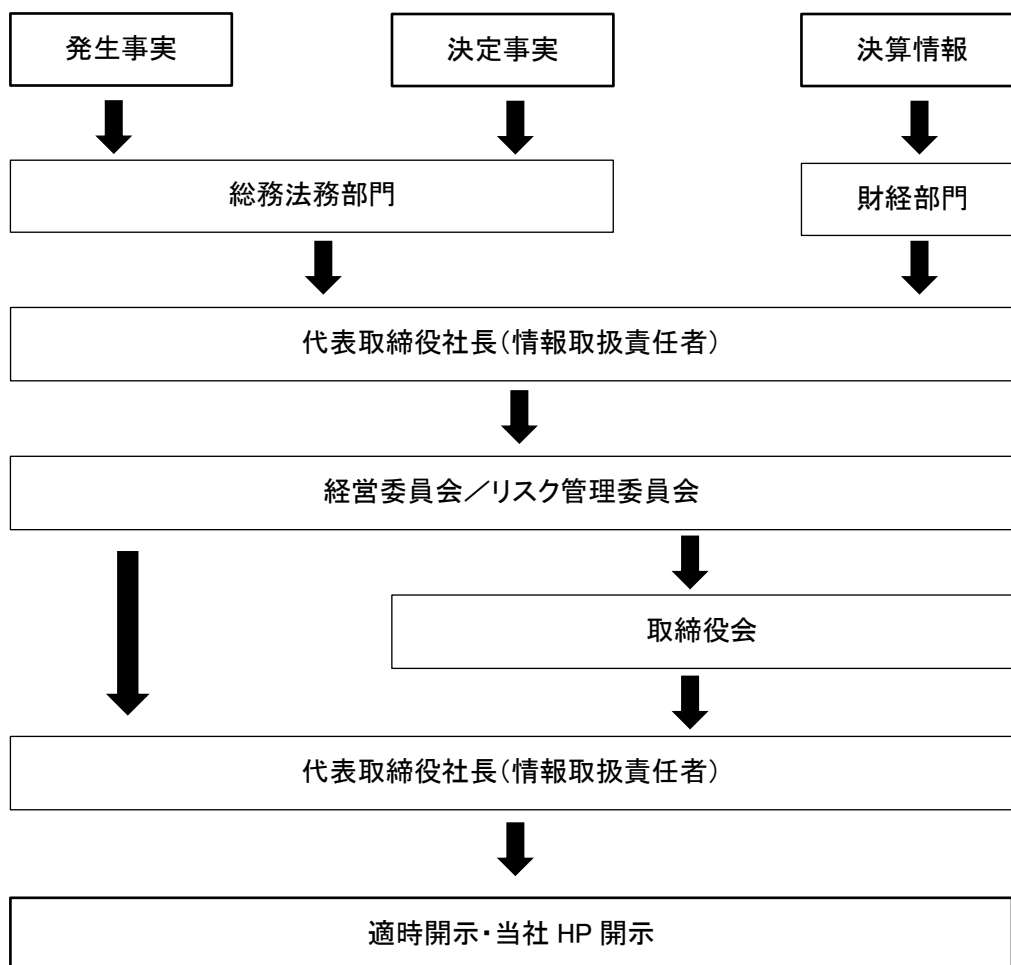 発生事実
決定事実
決算情報
総務法務部門
財経部門
代表取締役社長（情報取扱責任者）
経営委員会／リスク管理委員会
取締役会
代表取締役社長（情報取扱責任者）
適時開示・当社 HP 開示